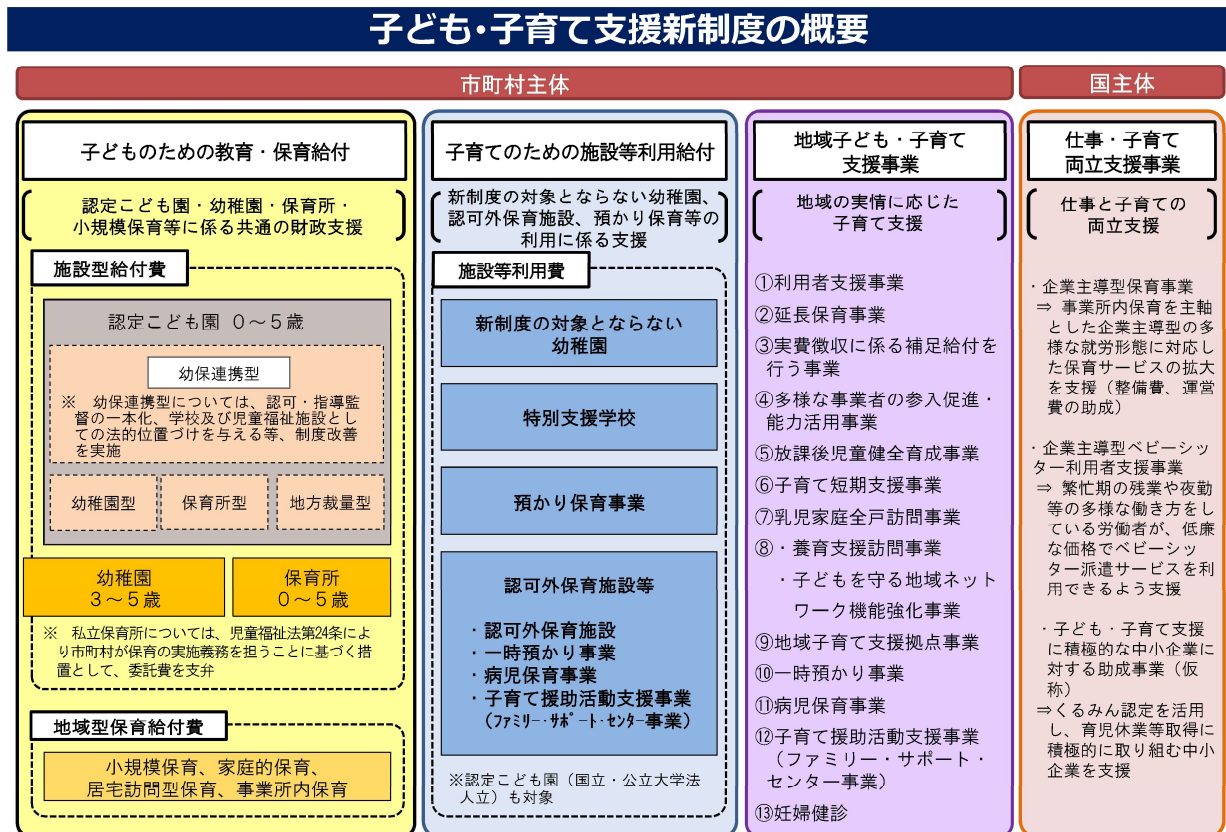 子ども・子育て支援新制度の概要
市町村主体
国主体
子どものための教育・保育給付
認定こども園・幼稚園・保育所・
小規模保育等に係る共通の財政支援
施設型給付費
認定こども園 0～5歳
幼保連携型
※ 幼保連携型については、認可・指導監
督の一本化、学校及び児童福祉施設とし
ての法的位置づけを与える等、制度改善
を実施
幼稚園型
保育所型
地方裁量型
幼稚園
3～5歳
保育所
0～5歳
※ 私立保育所については、児童福祉法第24条によ
り市町村が保育の実施義務を担うことに基づく措
置として、委託費を支弁
地域型保育給付費
小規模保育、家庭的保育、
居宅訪問型保育、事業所内保育
子育てのための施設等利用給付
新制度の対象とならない幼稚園、
認可外保育施設、預かり保育等の
利用に係る支援
施設等利用費
新制度の対象とならない
幼稚園
特別支援学校
預かり保育事業
認可外保育施設等
・認可外保育施設
・一時預かり事業
・病児保育事業
・子育て援助活動支援事業
（ﾌｧﾐﾘｰ･ｻﾎﾟｰﾄ･ｾﾝﾀｰ事業）
※認定こども園（国立・公立大学法
人立）も対象
地域子ども・子育て
支援事業
地域の実情に応じた
子育て支援
①利用者支援事業
②延長保育事業
③実費徴収に係る補足給付を
行う事業
④多様な事業者の参入促進・
能力活用事業
⑤放課後児童健全育成事業
⑥子育て短期支援事業
⑦乳児家庭全戸訪問事業
⑧・養育支援訪問事業
・子どもを守る地域ネット
ワーク機能強化事業
⑨地域子育て支援拠点事業
⑩一時預かり事業
⑪病児保育事業
⑫子育て援助活動支援事業
（ファミリー・サポート・
センター事業）
⑬妊婦健診
仕事・子育て
両立支援事業
仕事と子育ての
両立支援
・企業主導型保育事業
⇒ 事業所内保育を主軸
とした企業主導型の多
様な就労形態に対応し
た保育サービスの拡大
を支援（整備費、運営
費の助成）
・企業主導型ベビーシッ
ター利用者支援事業
⇒ 繁忙期の残業や夜勤
等の多様な働き方をし
ている労働者が、低廉
な価格でベビーシッ
ター派遣サービスを利
用できるよう支援
・子ども・子育て支援
に積極的な中小企業に
対する助成事業（仮
称）
⇒くるみん認定を活用
し、育児休業等取得に
積極的に取り組む中小
企業を支援